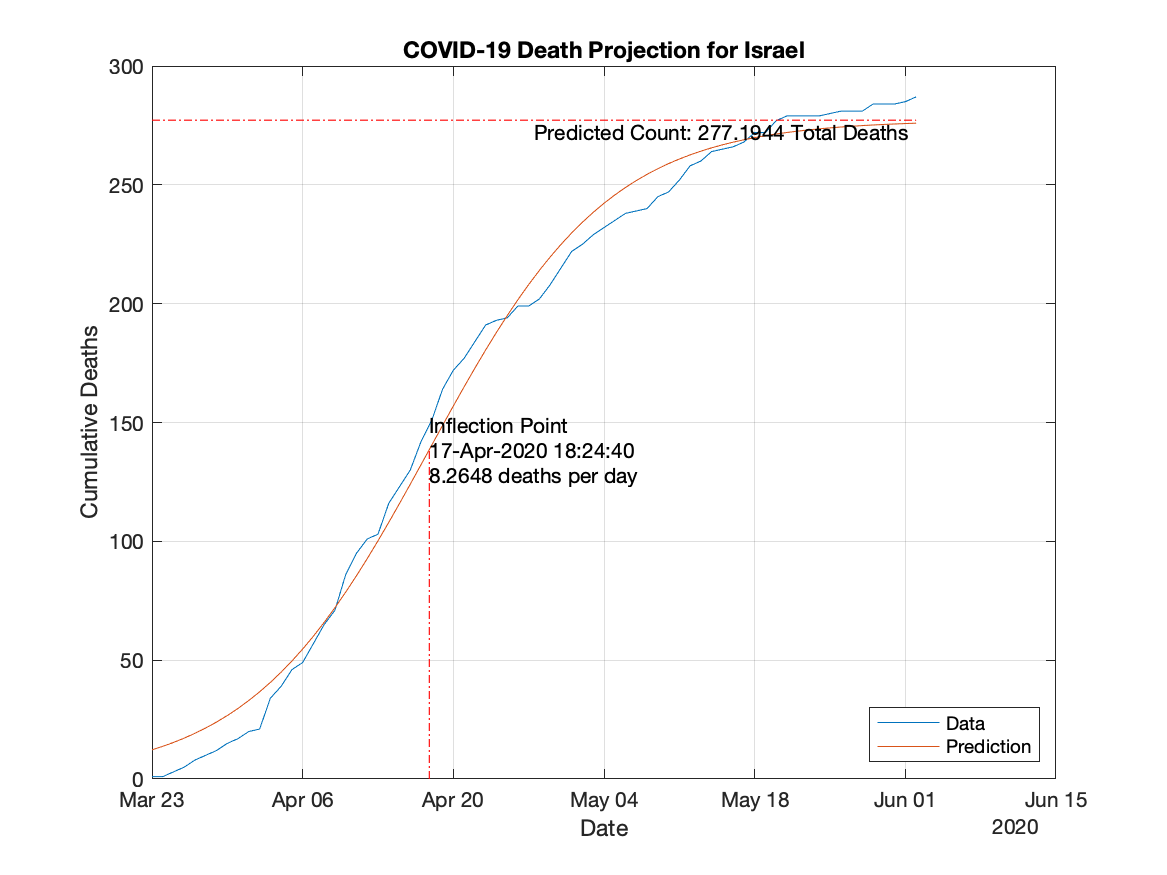 COVID-19 Death Projection for Israel
300
250
200
150
100
50
0
Cumulative Deaths
Predicted Count: 277.1944 Total Deaths
Inflection Point
17-Apr-2020 18:24:40
8.2648 deaths per day
Data
Prediction
Mar 23 Apr 06 Apr 20 May 04 May 18 Jun 01 Jun 15
Date
2020